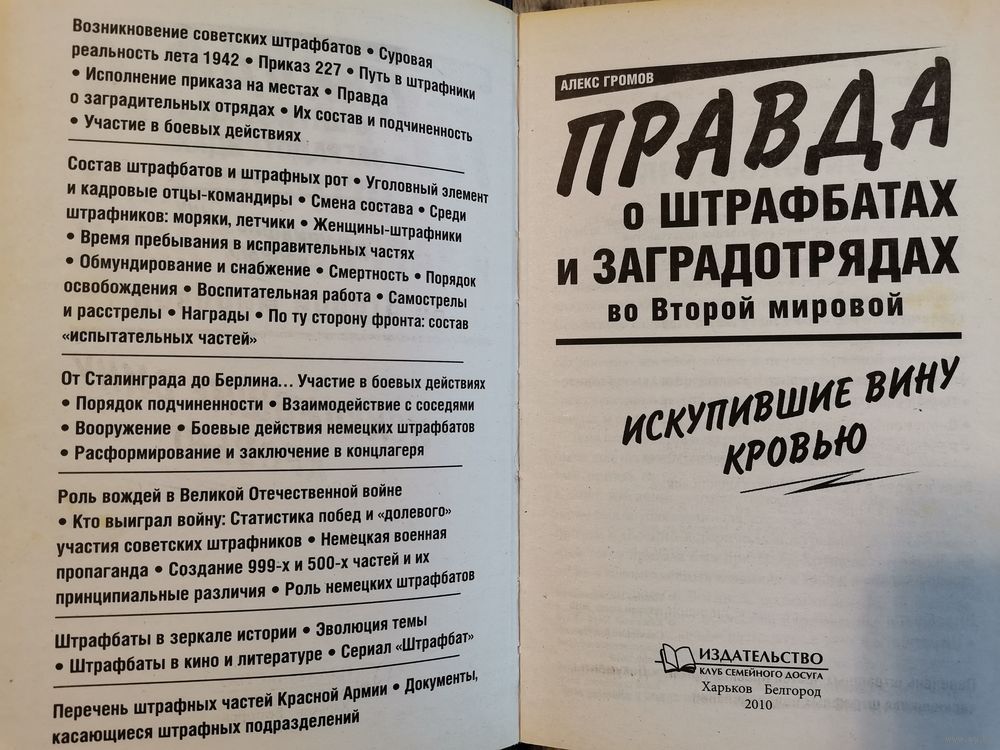 Возникновение советских штрафбатов • Суровая
реальность лета 1942 • Приказ 227 • Путь в штрафники
• Исполнение приказа на местах • Правда
о заградительных отрядах • Их состав и подчиненность
• Участие в боевых действиях
Состав штрафбатов и штрафных рот • Уголовный элемент
и кадровые отцы-командиры • Смена состава • Среди
штрафников: моряки, летчики • Женщины-штрафники
• Время пребывания в исправительных частях
• Обмундирование и снабжение • Смертность • Порядок
освобождения • Воспитательная работа • Самострелы
и расстрелы • Награды • По ту сторону фронта: состав
«испытательных частей»
От Сталинграда до Берлина... Участие в боевых действиях
• Порядок подчиненности • Взаимодействие с соседями
• Вооружение • Боевые действия немецких штрафбатов
• Расформирование и заключение в концлагеря
Роль вождей в Великой Отечественной войне
• Кто выиграл войну: Статистика побед и «долевого»
участия советских штрафников • Немецкая военная
пропаганда • Создание 999-х и 500-х частей и их
принципиальные различия • Роль немецких штрафбатов
Штрафбаты в зеркале истории • Эволюция темы
• Штрафбаты в кино и литературе • Сериал «Штрафбат»
Перечень штрафных частей Красной Армии • Документы,
касающиеся штрафных подразделений
АЛЕКС ГРОМОВ
ПРАВДА
о ШТРАФБАТАХ
и ЗАГРАДОТРЯДАХ
во Второй мировой
ИСКУПИВШИЕ ВИНУ
КРОВЬЮ
ИЗДАТЕЛЬСТВО
КЛУБ СЕМЕЙНОГО ДОСУГА
Харьков Белгород
2010